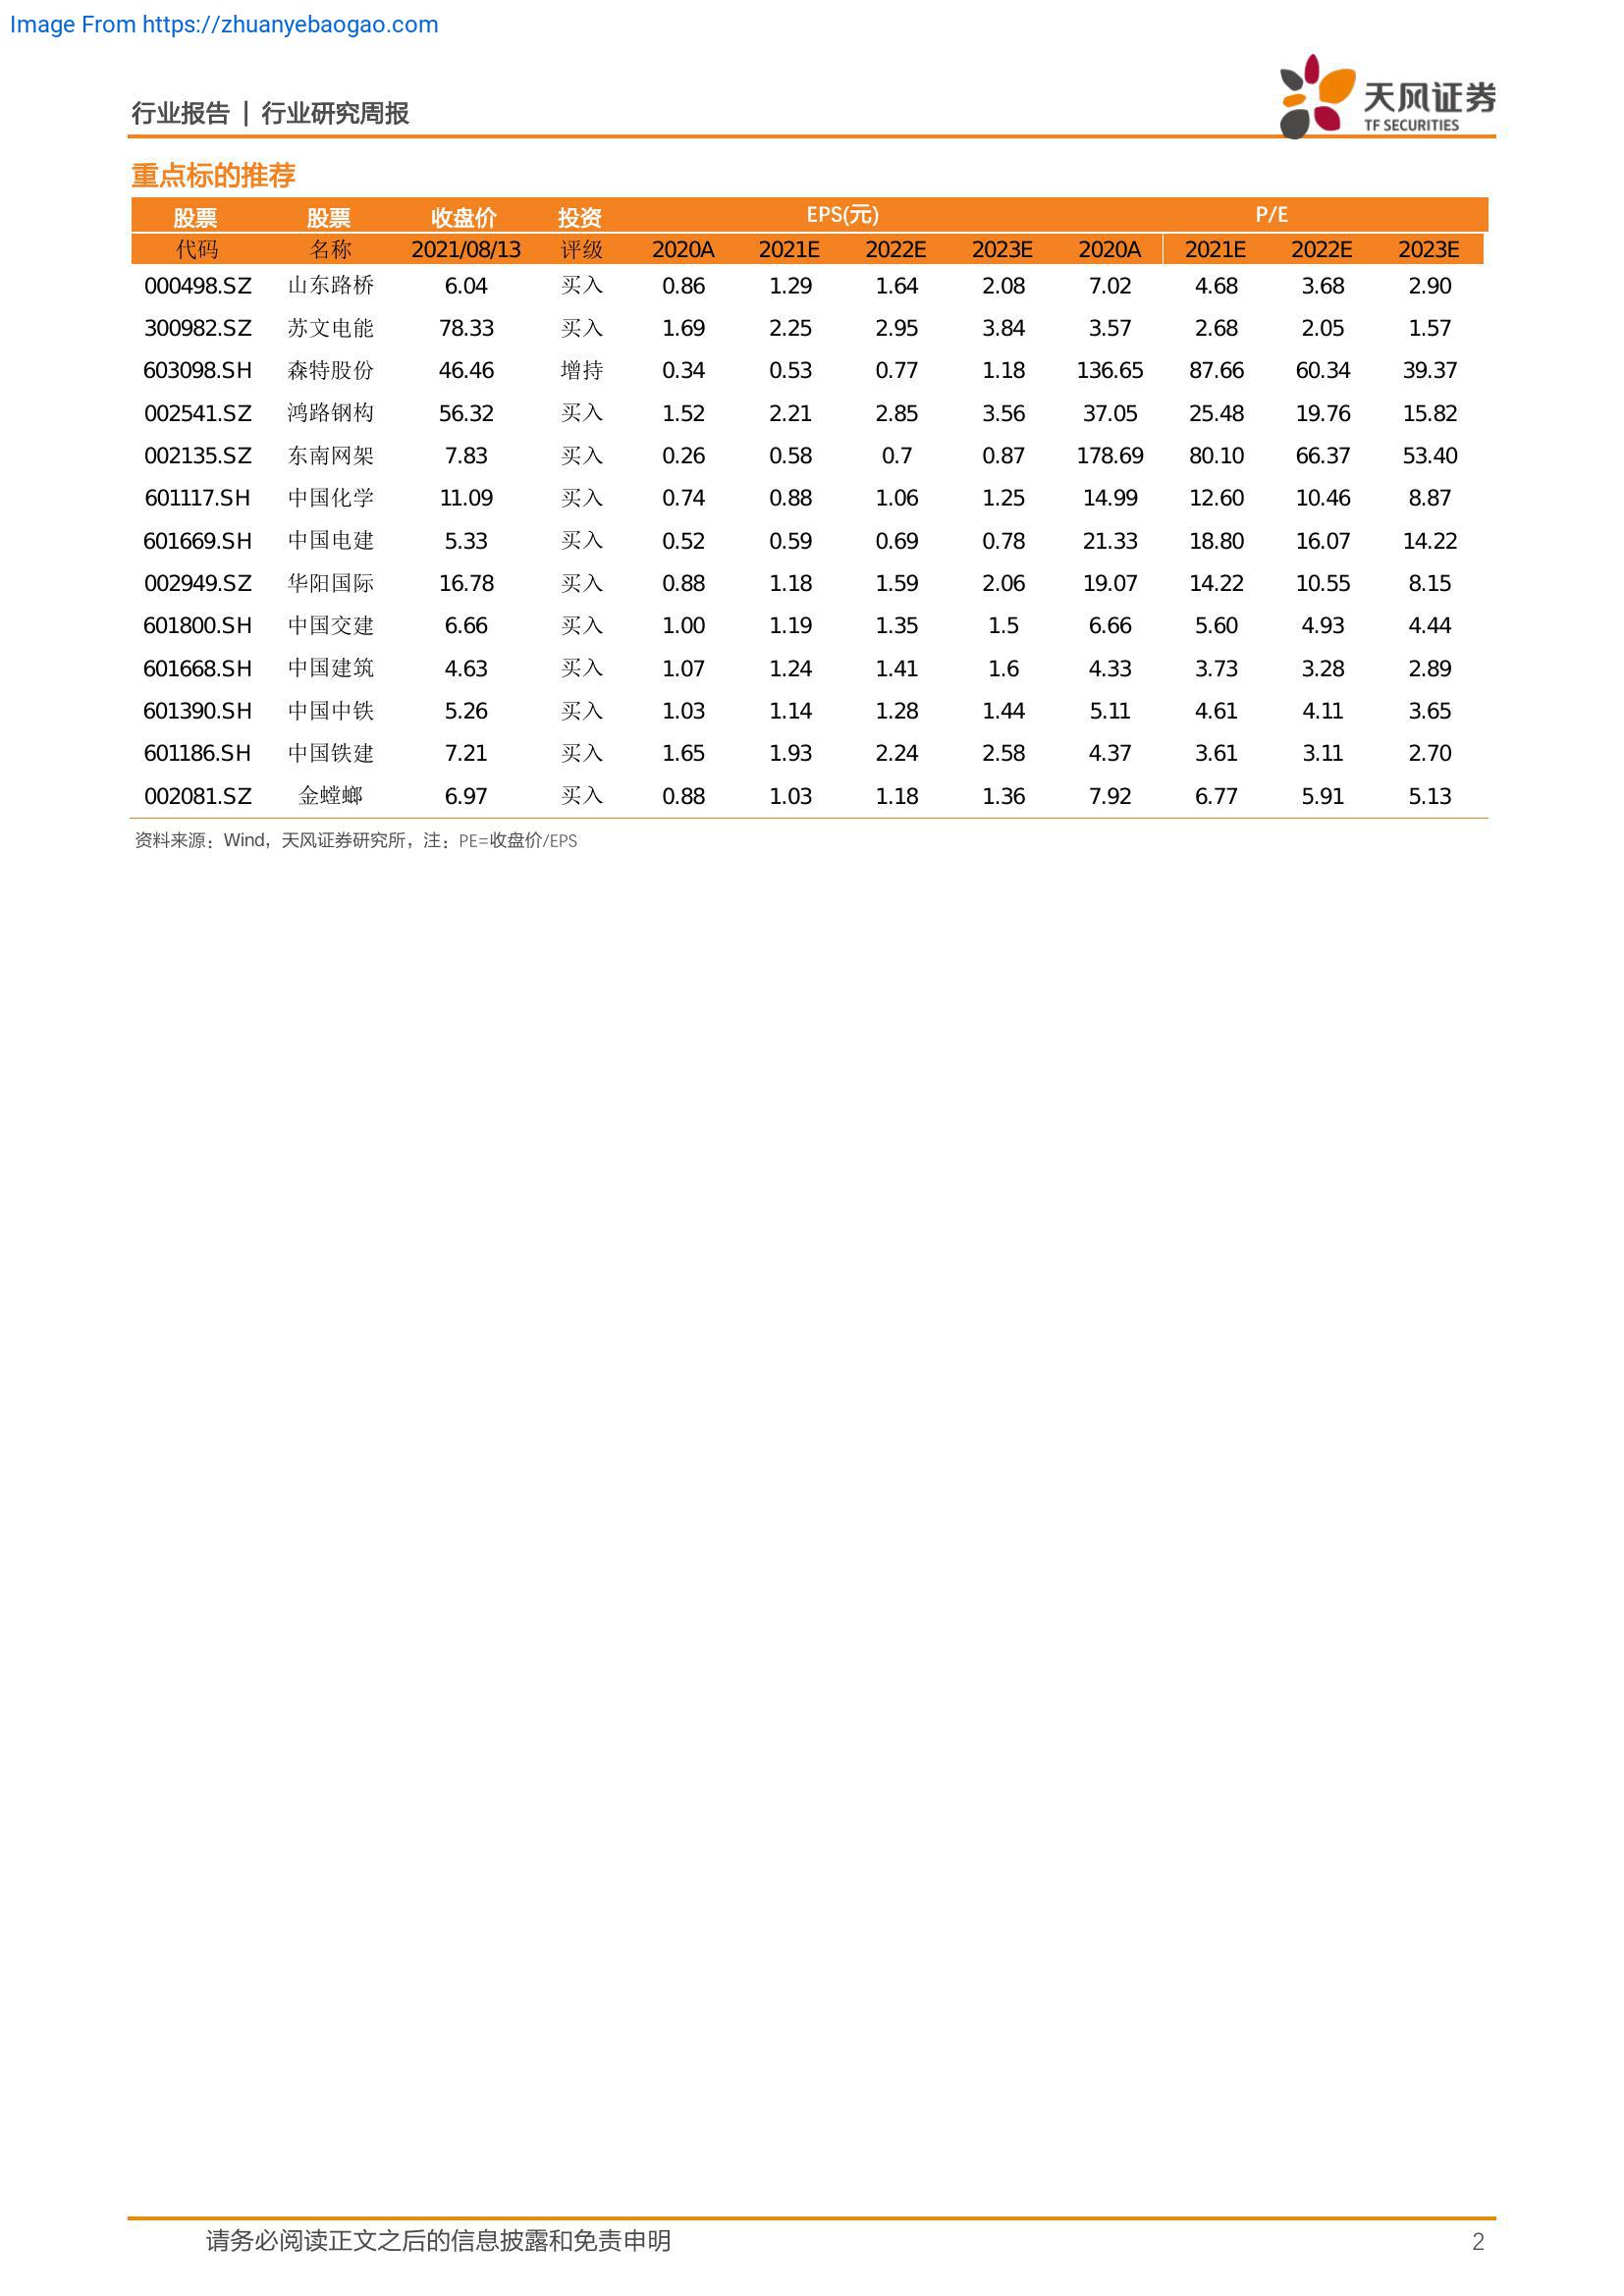 Image From https://zhuanyebaogao.com
行业报告 | 行业研究周报
天风证券
TF SECURITIES
重点标的推荐
股票 股票 收盘价 投资 EPS(元) P/E
代码 名称 2021/08/13 评级 2020A 2021E 2022E 2023E 2020A 2021E 2022E 2023E
000498.SZ 山东路桥 6.04 买入 0.86 1.29 1.64 2.08 7.02 4.68 3.68 2.90
300982.SZ 苏文电能 78.33 买入 1.69 2.25 2.95 3.84 3.57 2.68 2.05 1.57
603098.SH 森特股份 46.46 增持 0.34 0.53 0.77 1.18 136.65 87.66 60.34 39.37
002541.SZ 鸿路钢构 56.32 买入 1.52 2.21 2.85 3.56 37.05 25.48 19.76 15.82
002135.SZ 东南网架 7.83 买入 0.26 0.58 0.7 0.87 178.69 80.10 66.37 53.40
601117.SH 中国化学 11.09 买入 0.74 0.88 1.06 1.25 14.99 12.60 10.46 8.87
601669.SH 中国电建 5.33 买入 0.52 0.59 0.69 0.78 21.33 18.80 16.07 14.22
002949.SZ 华阳国际 16.78 买入 0.88 1.18 1.59 2.06 19.07 14.22 10.55 8.15
601800.SH 中国交建 6.66 买入 1.00 1.19 1.35 1.5 6.66 5.60 4.93 4.44
601668.SH 中国建筑 4.63 买入 1.07 1.24 1.41 1.6 4.33 3.73 3.28 2.89
601390.SH 中国中铁 5.26 买入 1.03 1.14 1.28 1.44 5.11 4.61 4.11 3.65
601186.SH 中国铁建 7.21 买入 1.65 1.93 2.24 2.58 4.37 3.61 3.11 2.70
002081.SZ 金螳螂 6.97 买入 0.88 1.03 1.18 1.36 7.92 6.77 5.91 5.13
资料来源：Wind，天风证券研究所，注：PE=收盘价/EPS
请务必阅读正文之后的信息披露和免责申明 2